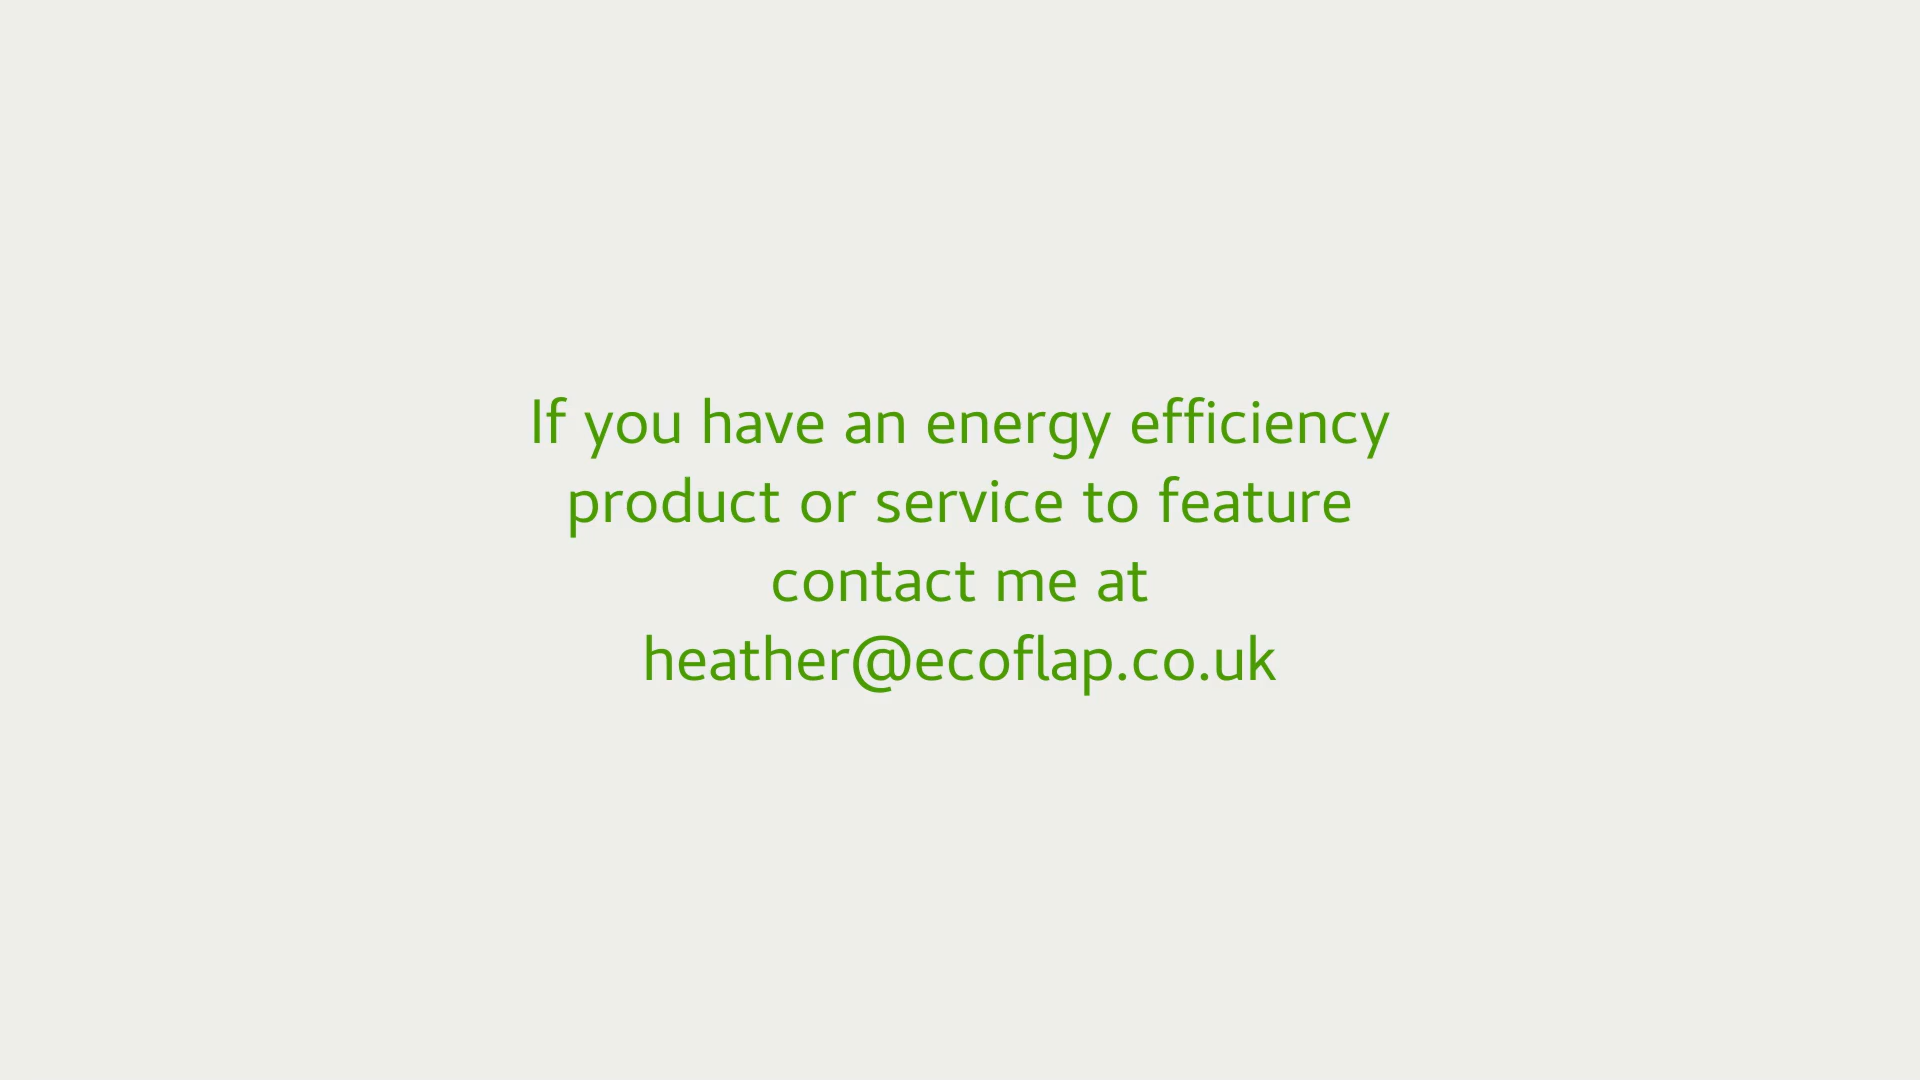 If you have an energy efficiency
product or service to feature
contact me at
heather@ecoflap.co.uk